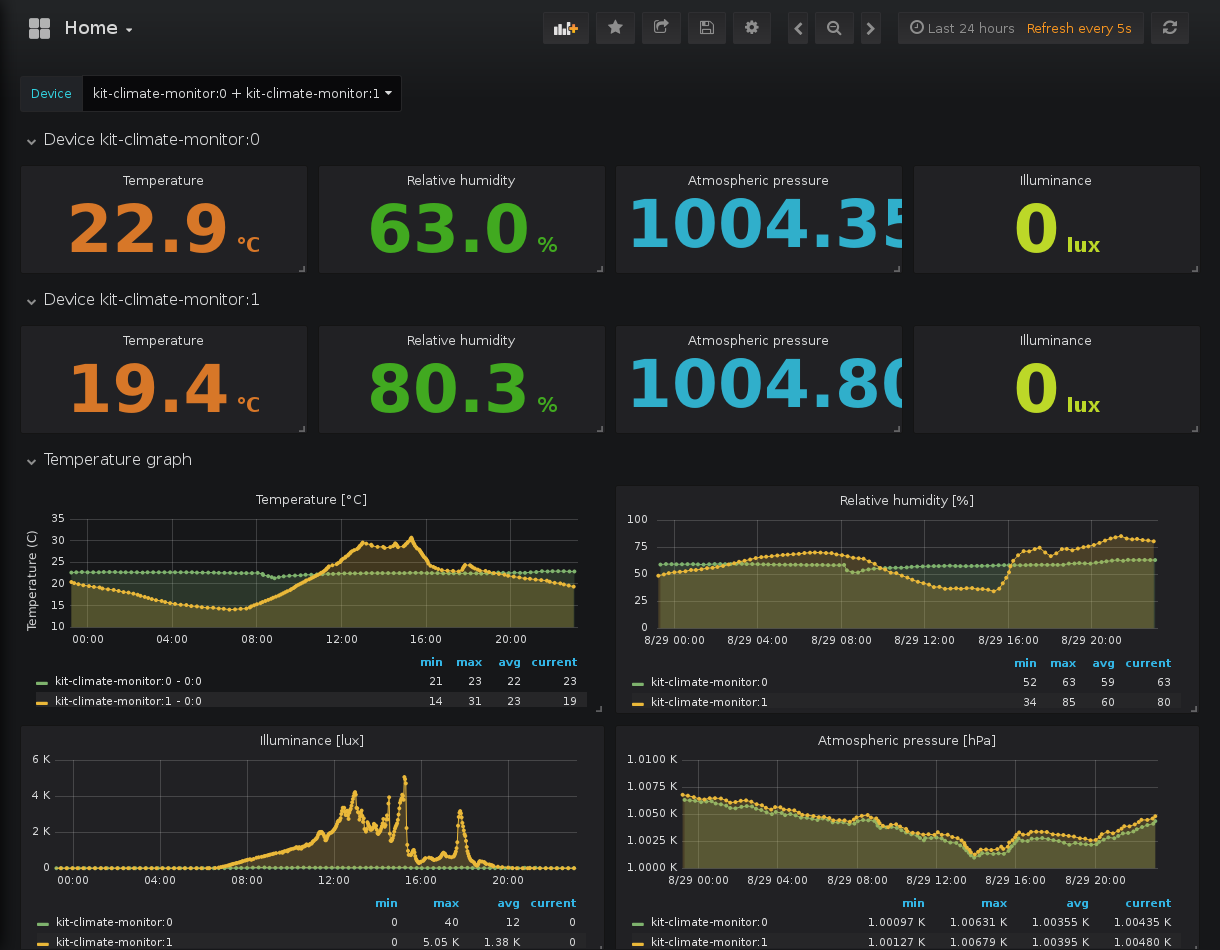 Home
Last 24 hours Refresh every 5s
Device kit-climate-monitor:0 + kit-climate-monitor:1
Device kit-climate-monitor:0
Temperature Relative humidity Atmospheric pressure Illuminance
22.9 °C 63.0 % 1004.35 0 lux
Device kit-climate-monitor:1
Temperature Relative humidity Atmospheric pressure Illuminance
19.4 °C 80.3 % 1004.80 0 lux
Temperature graph
Temperature [°C]
Temperature (C)
35
30
25
20
15
10
00:00 04:00 08:00 12:00 16:00 20:00
min max avg current
kit-climate-monitor:0 - 0:0 21 23 22 23
kit-climate-monitor:1 - 0:0 14 31 23 19
Relative humidity [%]
100
75
50
25
0
8/29 00:00 8/29 04:00 8/29 08:00 8/29 12:00 8/29 16:00 8/29 20:00
min max avg current
kit-climate-monitor:0 52 63 59 63
kit-climate-monitor:1 34 85 60 80
Illuminance [lux]
6 K
4 K
2 K
0
00:00 04:00 08:00 12:00 16:00 20:00
min max avg current
kit-climate-monitor:0 0 40 12 0
kit-climate-monitor:1 0 5.05 K 1.38 K 0
Atmospheric pressure [hPa]
1.0100 K
1.0075 K
1.0050 K
1.0025 K
1.0000 K
8/29 00:00 8/29 04:00 8/29 08:00 8/29 12:00 8/29 16:00 8/29 20:00
min max avg current
kit-climate-monitor:0 1.00097 K 1.00631 K 1.00355 K 1.00435 K
kit-climate-monitor:1 1.00127 K 1.00679 K 1.00395 K 1.00480 K